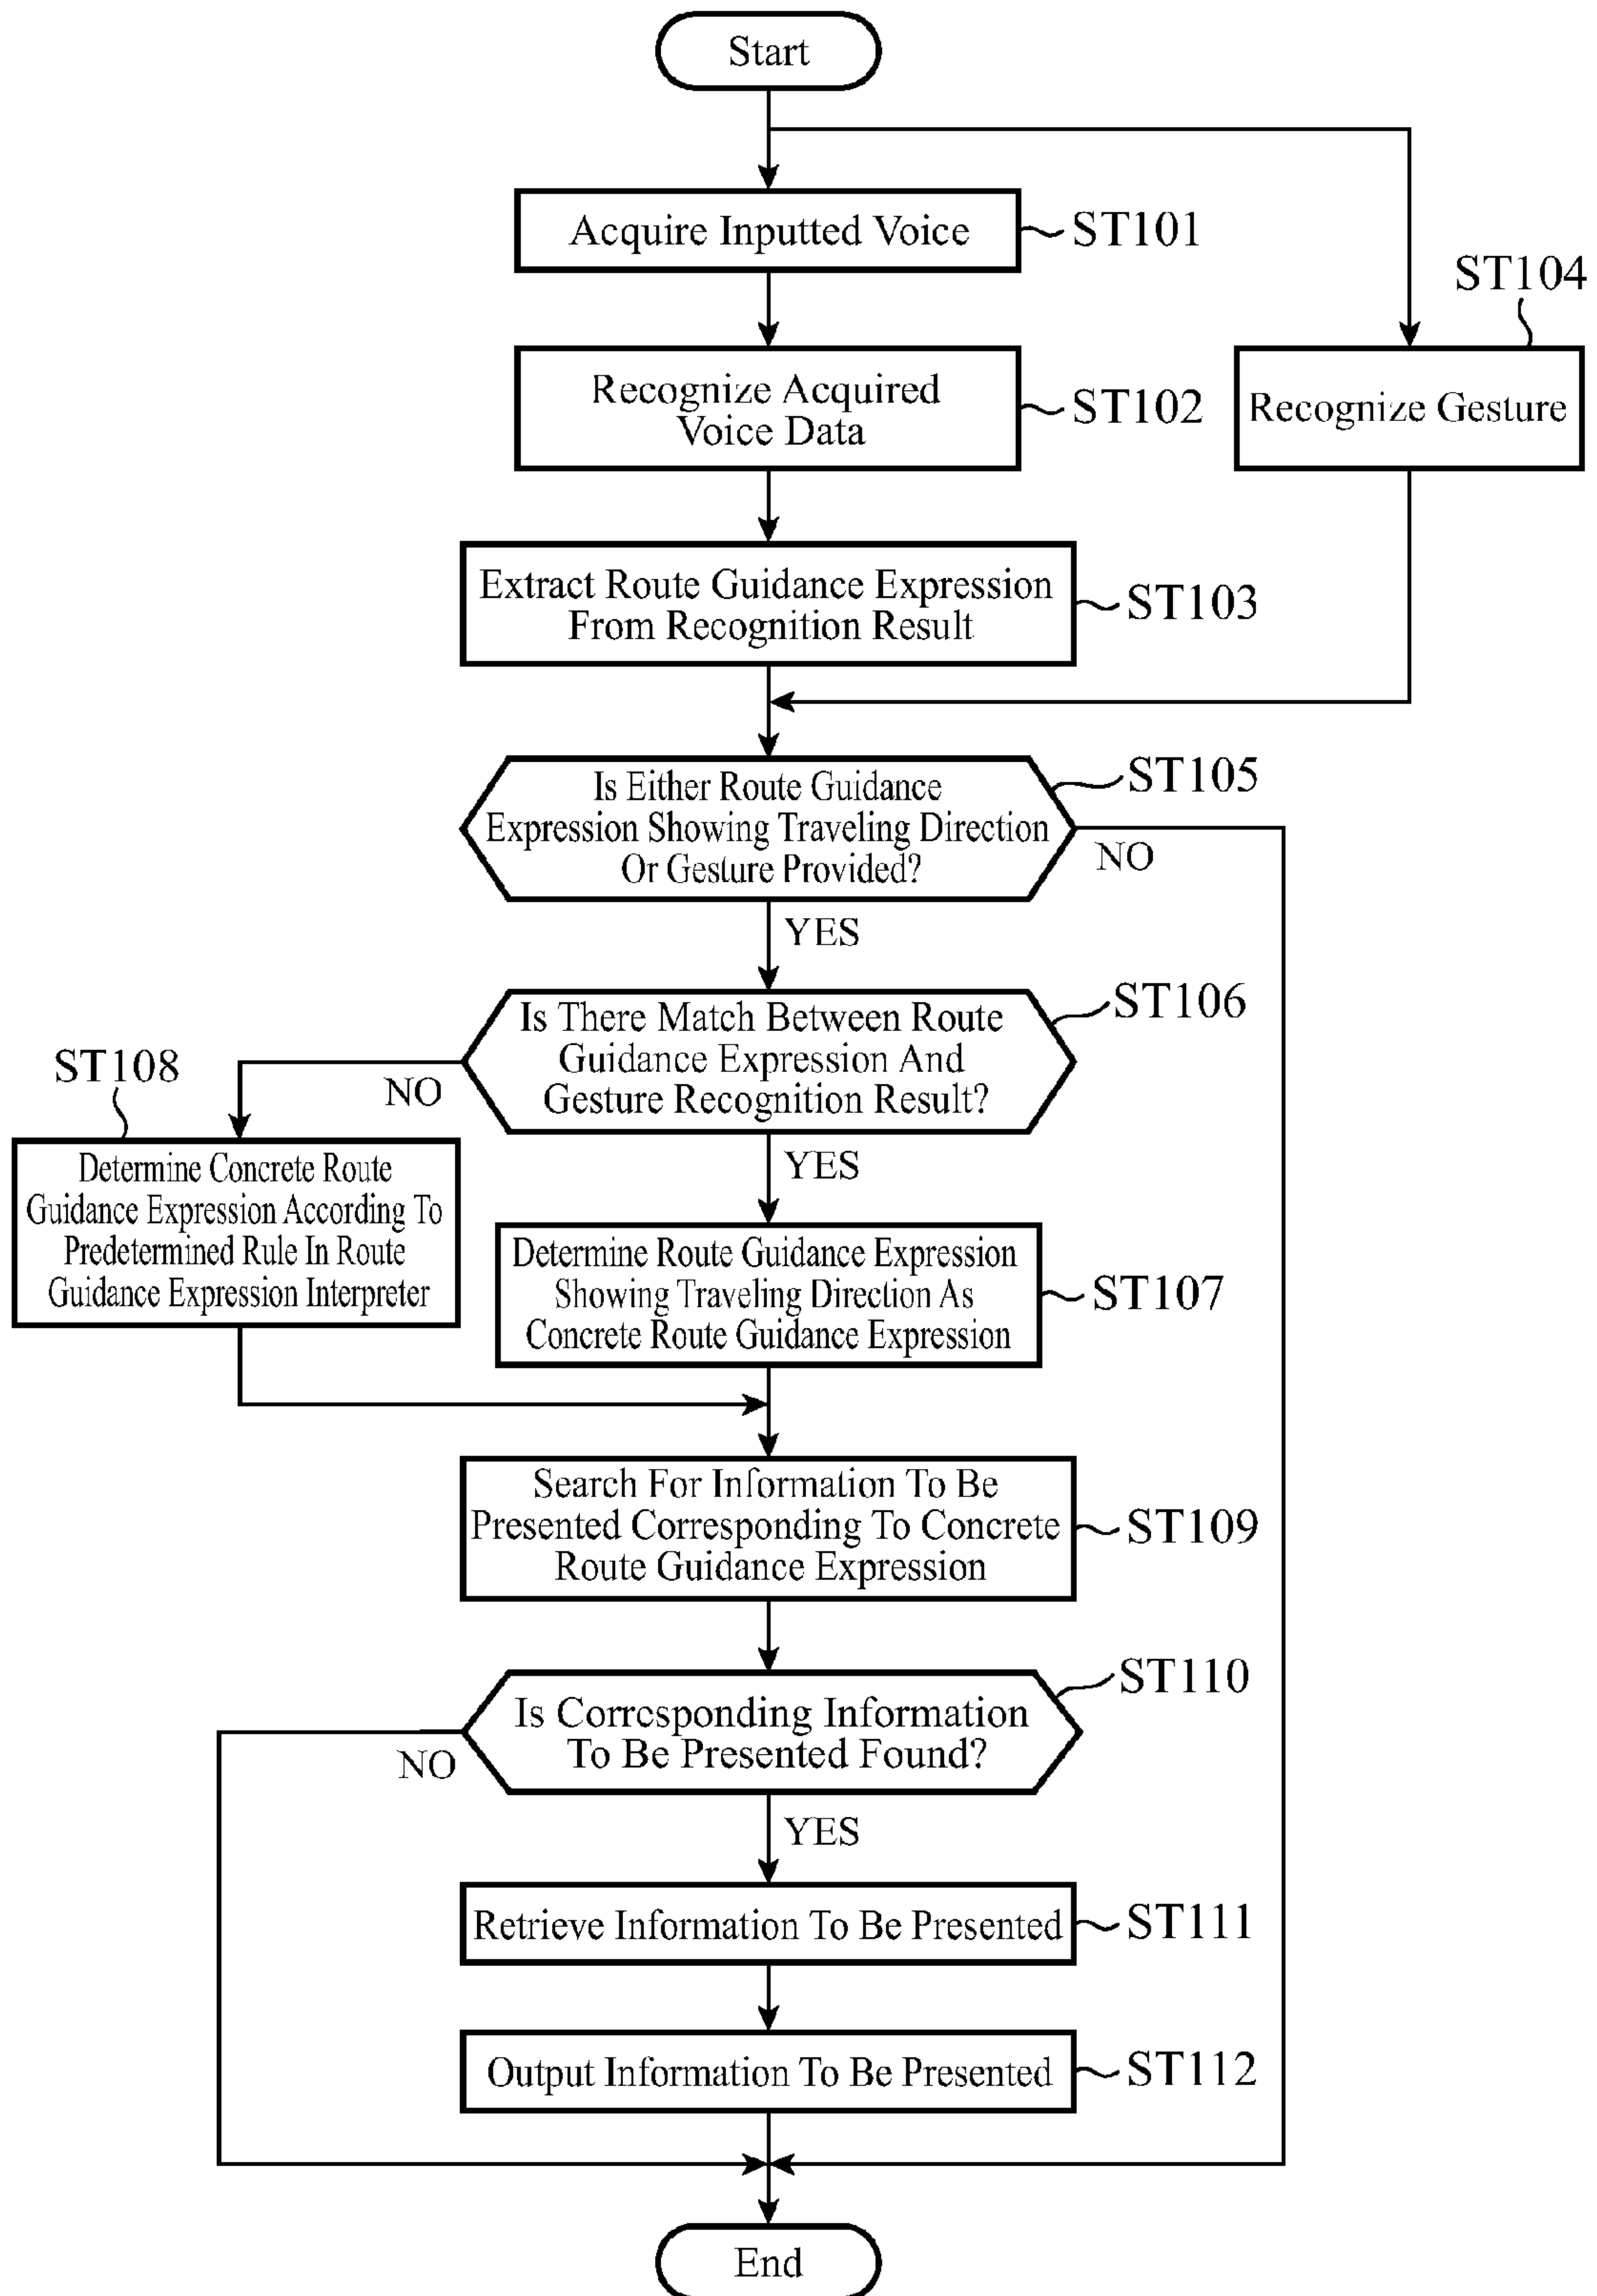 Start
Acquire Inputted Voice
ST101
ST104
Recognize Acquired
Voice Data
ST102
Recognize Gesture
Extract Route Guidance Expression
From Recognition Result
ST103
Is Either Route Guidance
Expression Showing Traveling Direction
Or Gesture Provided?
ST105
NO
YES
Is There Match Between Route
Guidance Expression And
Gesture Recognition Result?
ST106
NO
YES
ST108
Determine Concrete Route
Guidance Expression According To
Predetermined Rule In Route
Guidance Expression Interpreter
Determine Route Guidance Expression
Showing Traveling Direction As
Concrete Route Guidance Expression
ST107
Search For Information To Be
Presented Corresponding To Concrete
Route Guidance Expression
ST109
Is Corresponding Information
To Be Presented Found?
ST110
NO
YES
Retrieve Information To Be Presented
ST111
Output Information To Be Presented
ST112
End